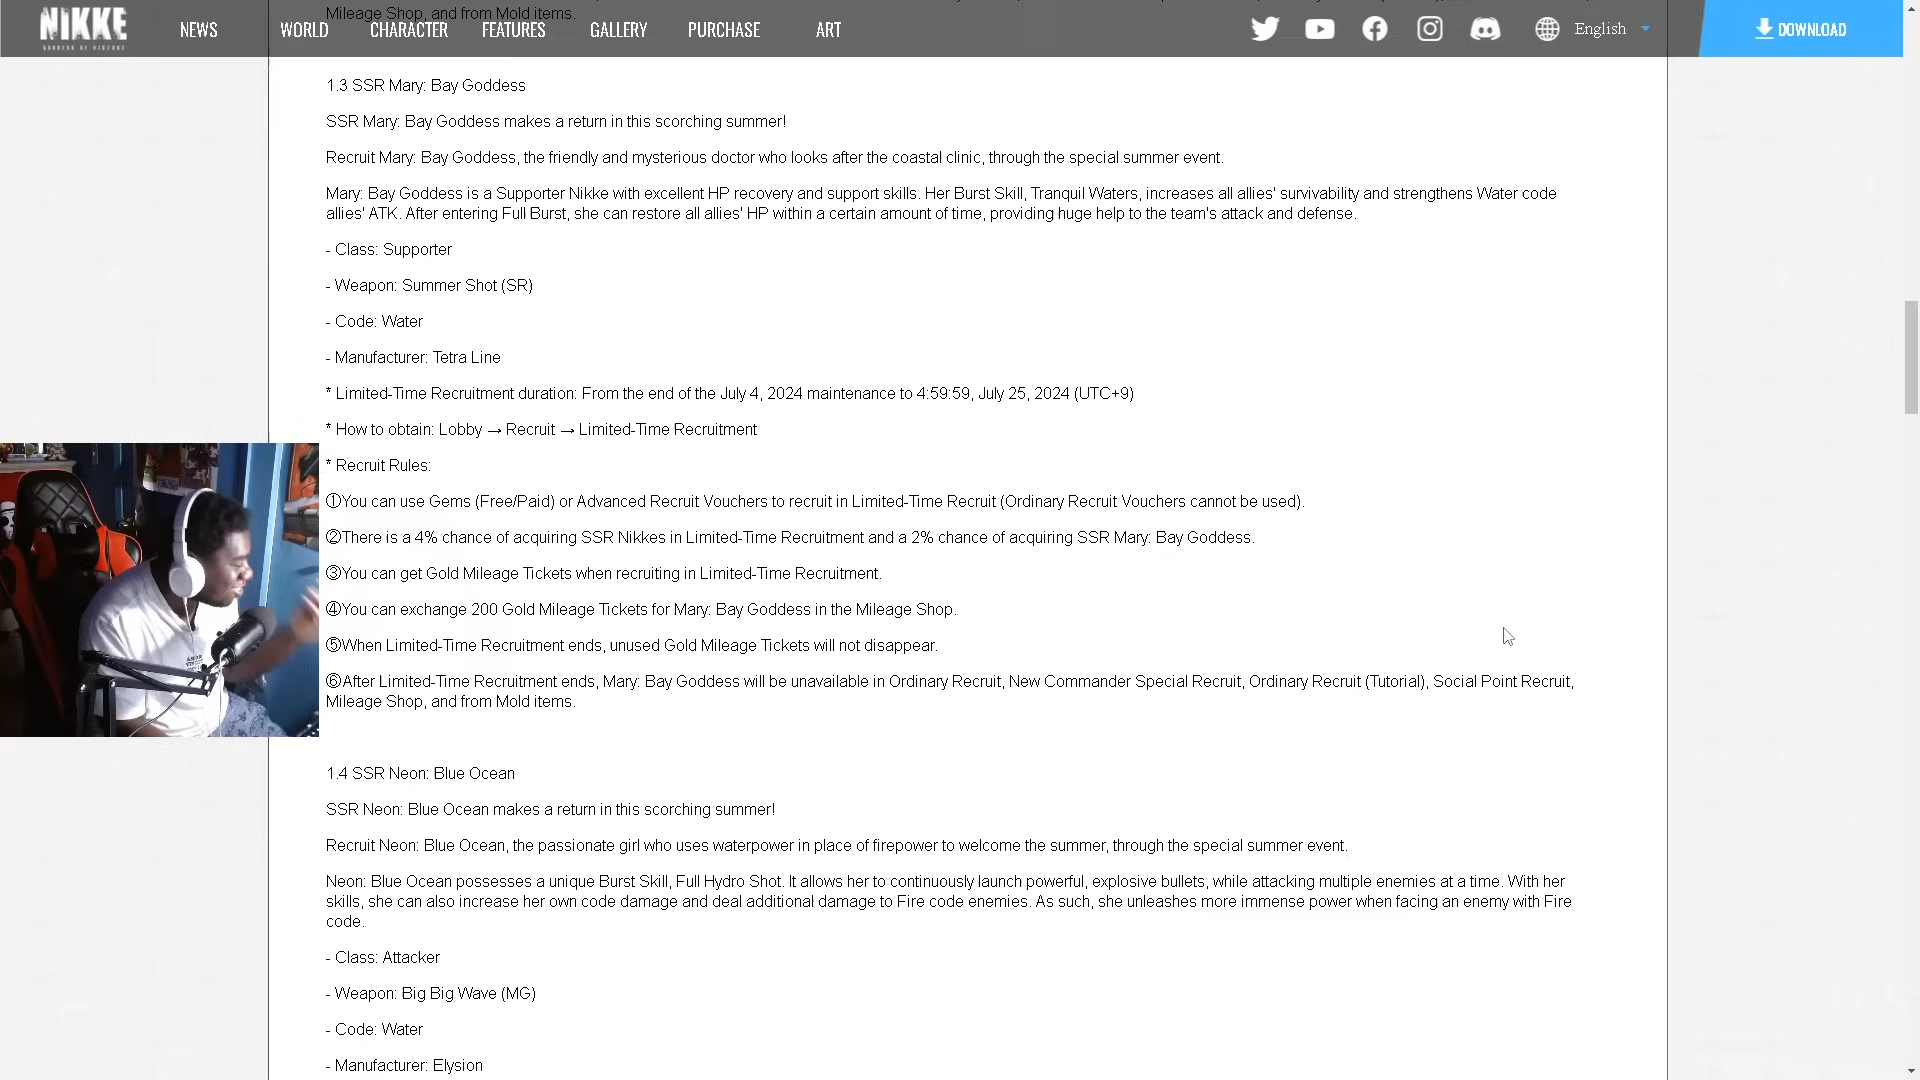 Mileage Shop, and from Mold items.
NIKKE
GODDESS OF VICTORY
NEWS
WORLD
CHARACTER
FEATURES
GALLERY
PURCHASE
ART
English
DOWNLOAD
1.3 SSR Mary: Bay Goddess
SSR Mary: Bay Goddess makes a return in this scorching summer!
Recruit Mary: Bay Goddess, the friendly and mysterious doctor who looks after the coastal clinic, through the special summer event.
Mary: Bay Goddess is a Supporter Nikke with excellent HP recovery and support skills. Her Burst Skill, Tranquil Waters, increases all allies' survivability and strengthens Water code
allies' ATK. After entering Full Burst, she can restore all allies' HP within a certain amount of time, providing huge help to the team's attack and defense.
- Class: Supporter
- Weapon: Summer Shot (SR)
- Code: Water
- Manufacturer: Tetra Line
* Limited-Time Recruitment duration: From the end of the July 4, 2024 maintenance to 4:59:59, July 25, 2024 (UTC+9)
* How to obtain: Lobby → Recruit → Limited-Time Recruitment
* Recruit Rules:
①You can use Gems (Free/Paid) or Advanced Recruit Vouchers to recruit in Limited-Time Recruit (Ordinary Recruit Vouchers cannot be used).
②There is a 4% chance of acquiring SSR Nikkes in Limited-Time Recruitment and a 2% chance of acquiring SSR Mary: Bay Goddess.
③You can get Gold Mileage Tickets when recruiting in Limited-Time Recruitment.
④You can exchange 200 Gold Mileage Tickets for Mary: Bay Goddess in the Mileage Shop.
⑤When Limited-Time Recruitment ends, unused Gold Mileage Tickets will not disappear.
⑥After Limited-Time Recruitment ends, Mary: Bay Goddess will be unavailable in Ordinary Recruit, New Commander Special Recruit, Ordinary Recruit (Tutorial), Social Point Recruit,
Mileage Shop, and from Mold items.
1.4 SSR Neon: Blue Ocean
SSR Neon: Blue Ocean makes a return in this scorching summer!
Recruit Neon: Blue Ocean, the passionate girl who uses waterpower in place of firepower to welcome the summer, through the special summer event.
Neon: Blue Ocean possesses a unique Burst Skill, Full Hydro Shot. It allows her to continuously launch powerful, explosive bullets, while attacking multiple enemies at a time. With her
skills, she can also increase her own code damage and deal additional damage to Fire code enemies. As such, she unleashes more immense power when facing an enemy with Fire
code.
- Class: Attacker
- Weapon: Big Big Wave (MG)
- Code: Water
- Manufacturer: Elysion